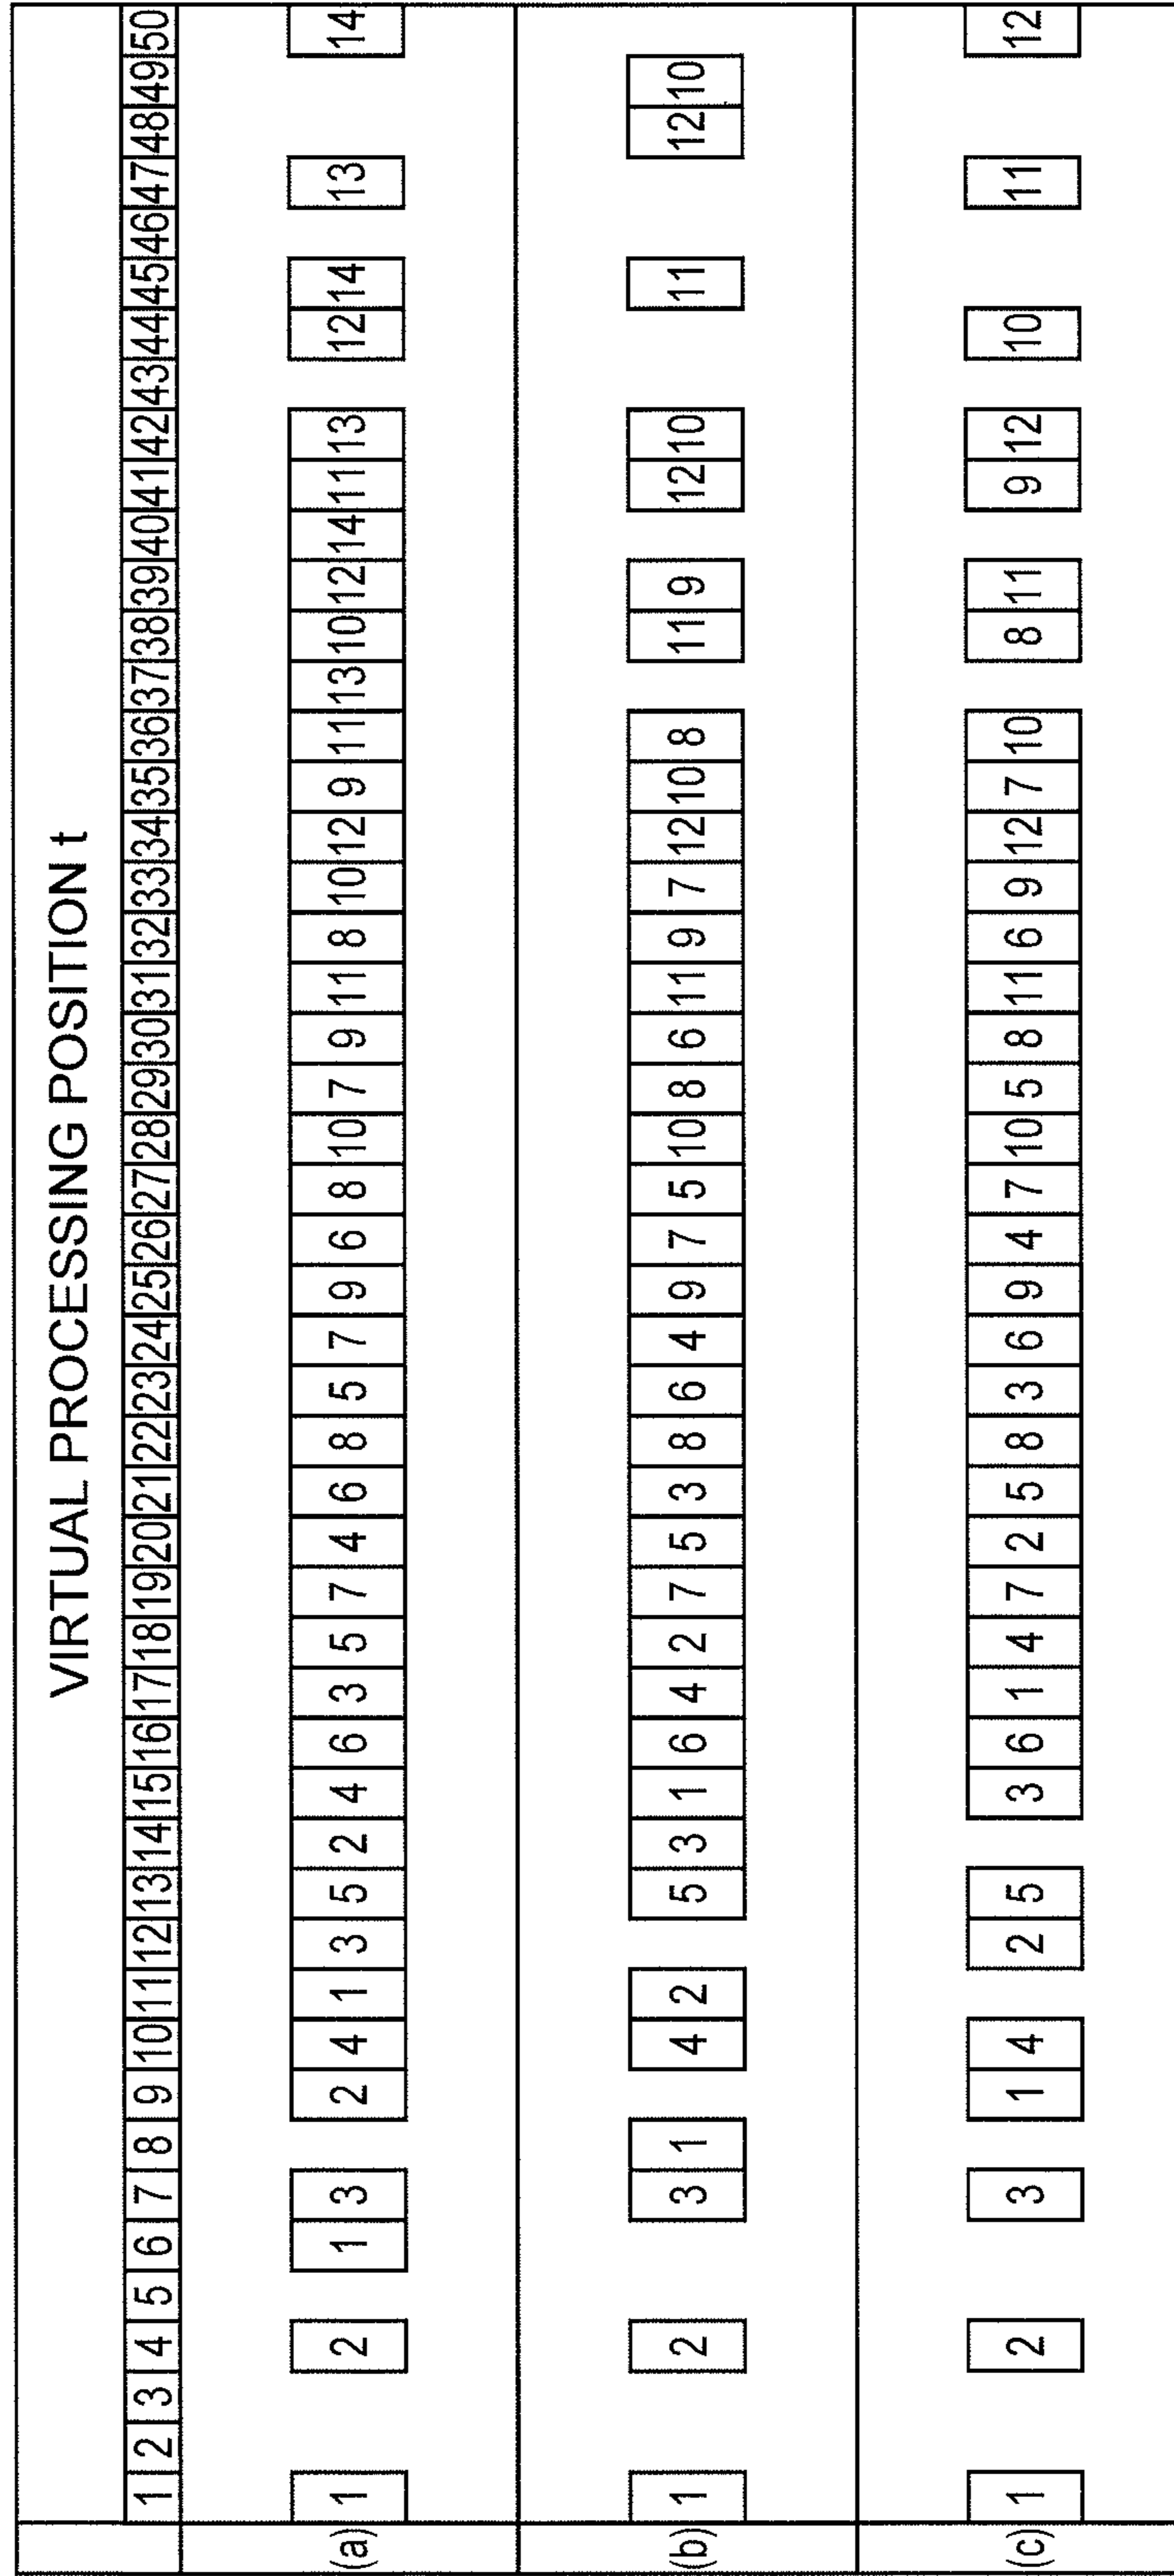 VIRTUAL PROCESSING POSITION t
1 2 3 4 5 6 7 8 9 10 11 12 13 14 15 16 17 18 19 20 21 22 23 24 25 26 27 28 29 30 31 32 33 34 35 36 37 38 39 40 41 42 43 44 45 46 47 48 49 50
(a) 1 2 1 3 2 4 1 3 5 2 4 6 3 5 7 4 6 8 5 7 9 6 8 10 7 9 11 8 10 12 9 11 13 10 12 14 11 13 12 14 13 14
(b) 1 2 3 1 4 2 5 3 1 6 4 2 7 5 3 8 6 4 9 7 5 10 8 6 11 9 7 12 10 8 11 9 12 10 11 12 10
(c) 1 2 3 1 4 2 5 3 6 1 4 7 2 5 8 3 6 9 4 7 10 5 8 11 6 9 12 7 10 8 11 9 12 10 11 12